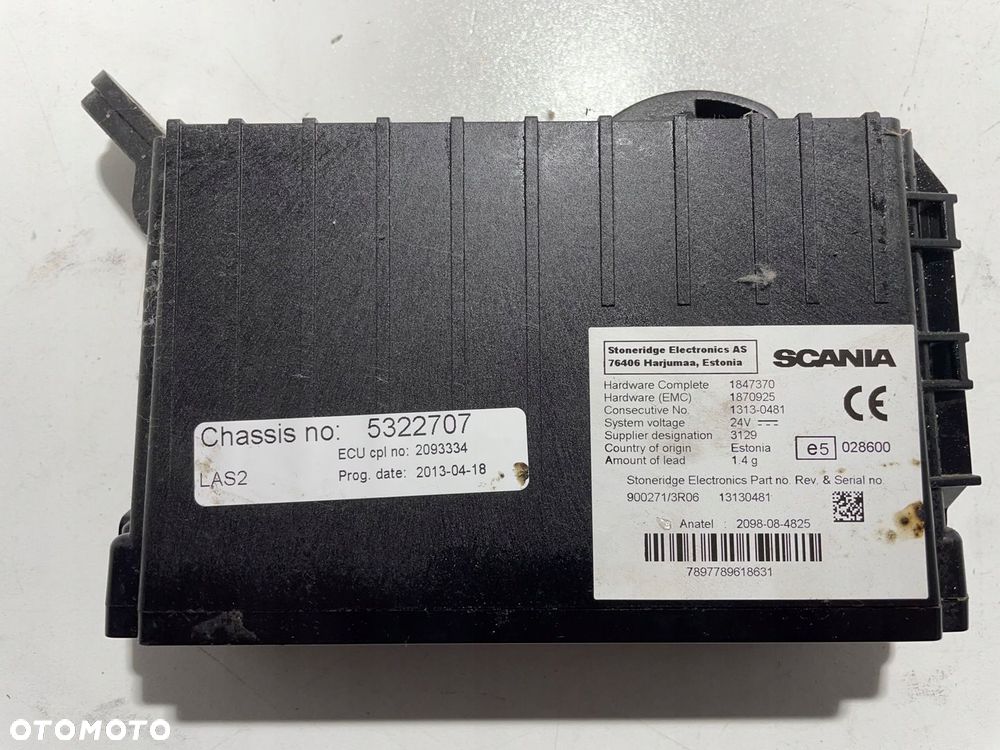 Stoneridge Electronics AS
76406 Harjumaa, Estonia
SCANIA
Hardware Complete 1847370
Hardware (EMC) 1870925
Consecutive No. 1313-0481
System voltage 24V
Supplier designation 3129
Country of origin Estonia
Amount of lead 1.4 g
CE
e5 028600
Stoneridge Electronics Part no. Rev. & Serial no.
900271/3R06 13130481
Anatel : 2098-08-4825
7897789618631
Chassis no: 5322707
ECU cpl no: 2093334
LAS2 Prog. date: 2013-04-18
OTOMOTO